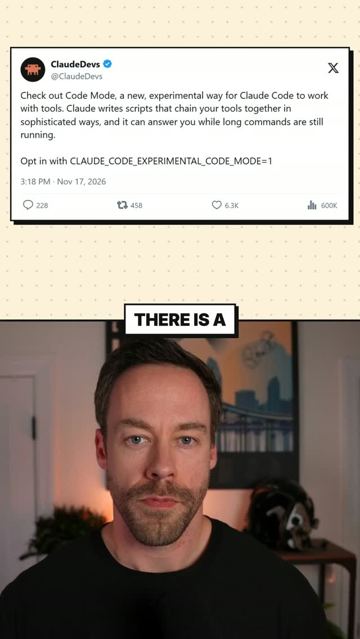 ClaudeDevs
@ClaudeDevs
Check out Code Mode, a new, experimental way for Claude Code to work
with tools. Claude writes scripts that chain your tools together in
sophisticated ways, and it can answer you while long commands are still
running.
Opt in with CLAUDE_CODE_EXPERIMENTAL_CODE_MODE=1
3:18 PM · Nov 17, 2026
228
458
6.3K
600K
THERE IS A